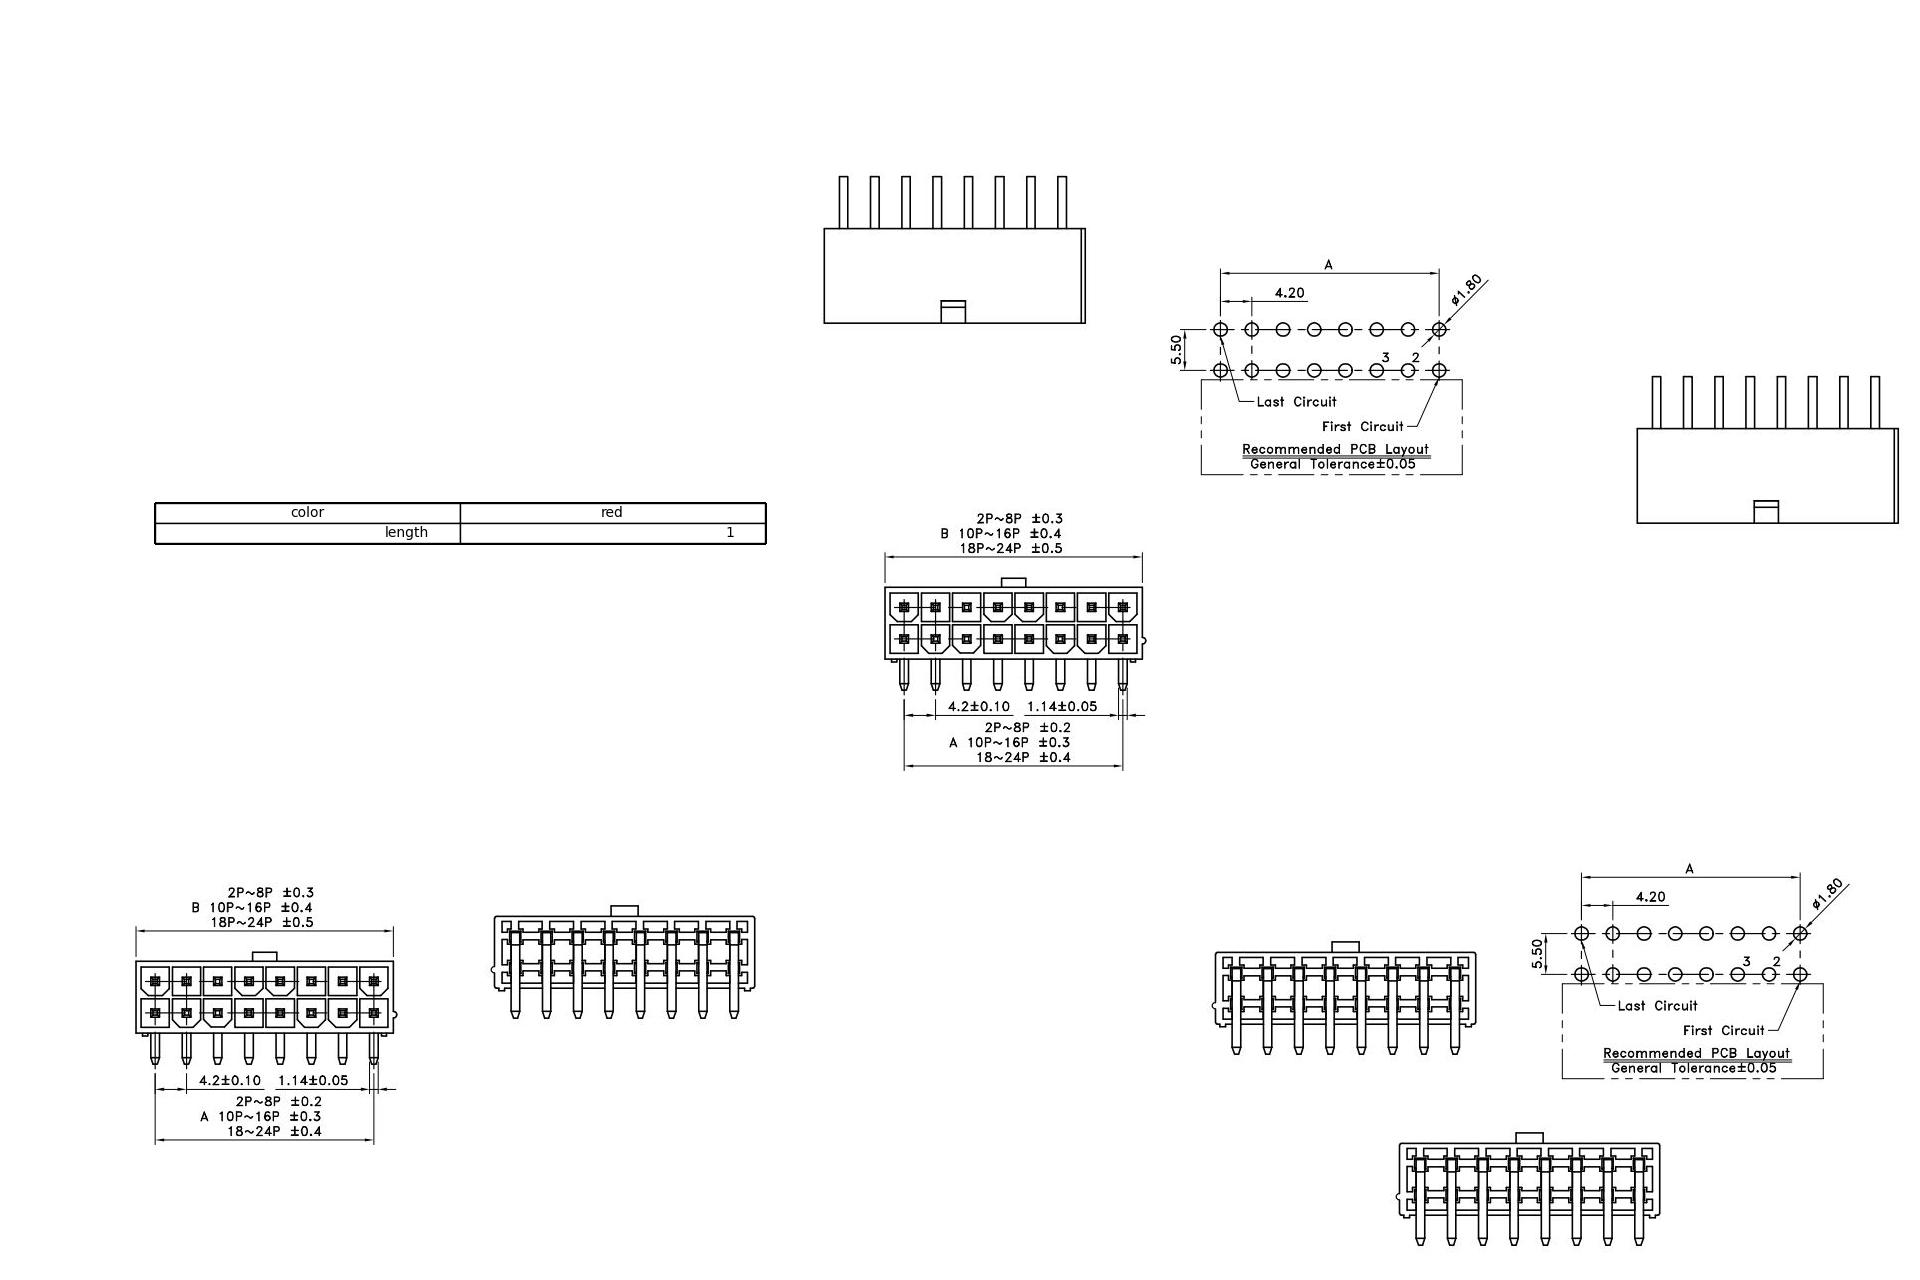 A
4.20
ø1.80
5.50
3 2
Last Circuit
First Circuit
Recommended PCB Layout
General Tolerance±0.05
color red
length 1
2P~8P ±0.3
B 10P~16P ±0.4
18P~24P ±0.5
4.2±0.10 1.14±0.05
2P~8P ±0.2
A 10P~16P ±0.3
18~24P ±0.4
2P~8P ±0.3
B 10P~16P ±0.4
18P~24P ±0.5
4.2±0.10 1.14±0.05
2P~8P ±0.2
A 10P~16P ±0.3
18~24P ±0.4
A
4.20
ø1.80
5.50
3 2
Last Circuit
First Circuit
Recommended PCB Layout
General Tolerance±0.05